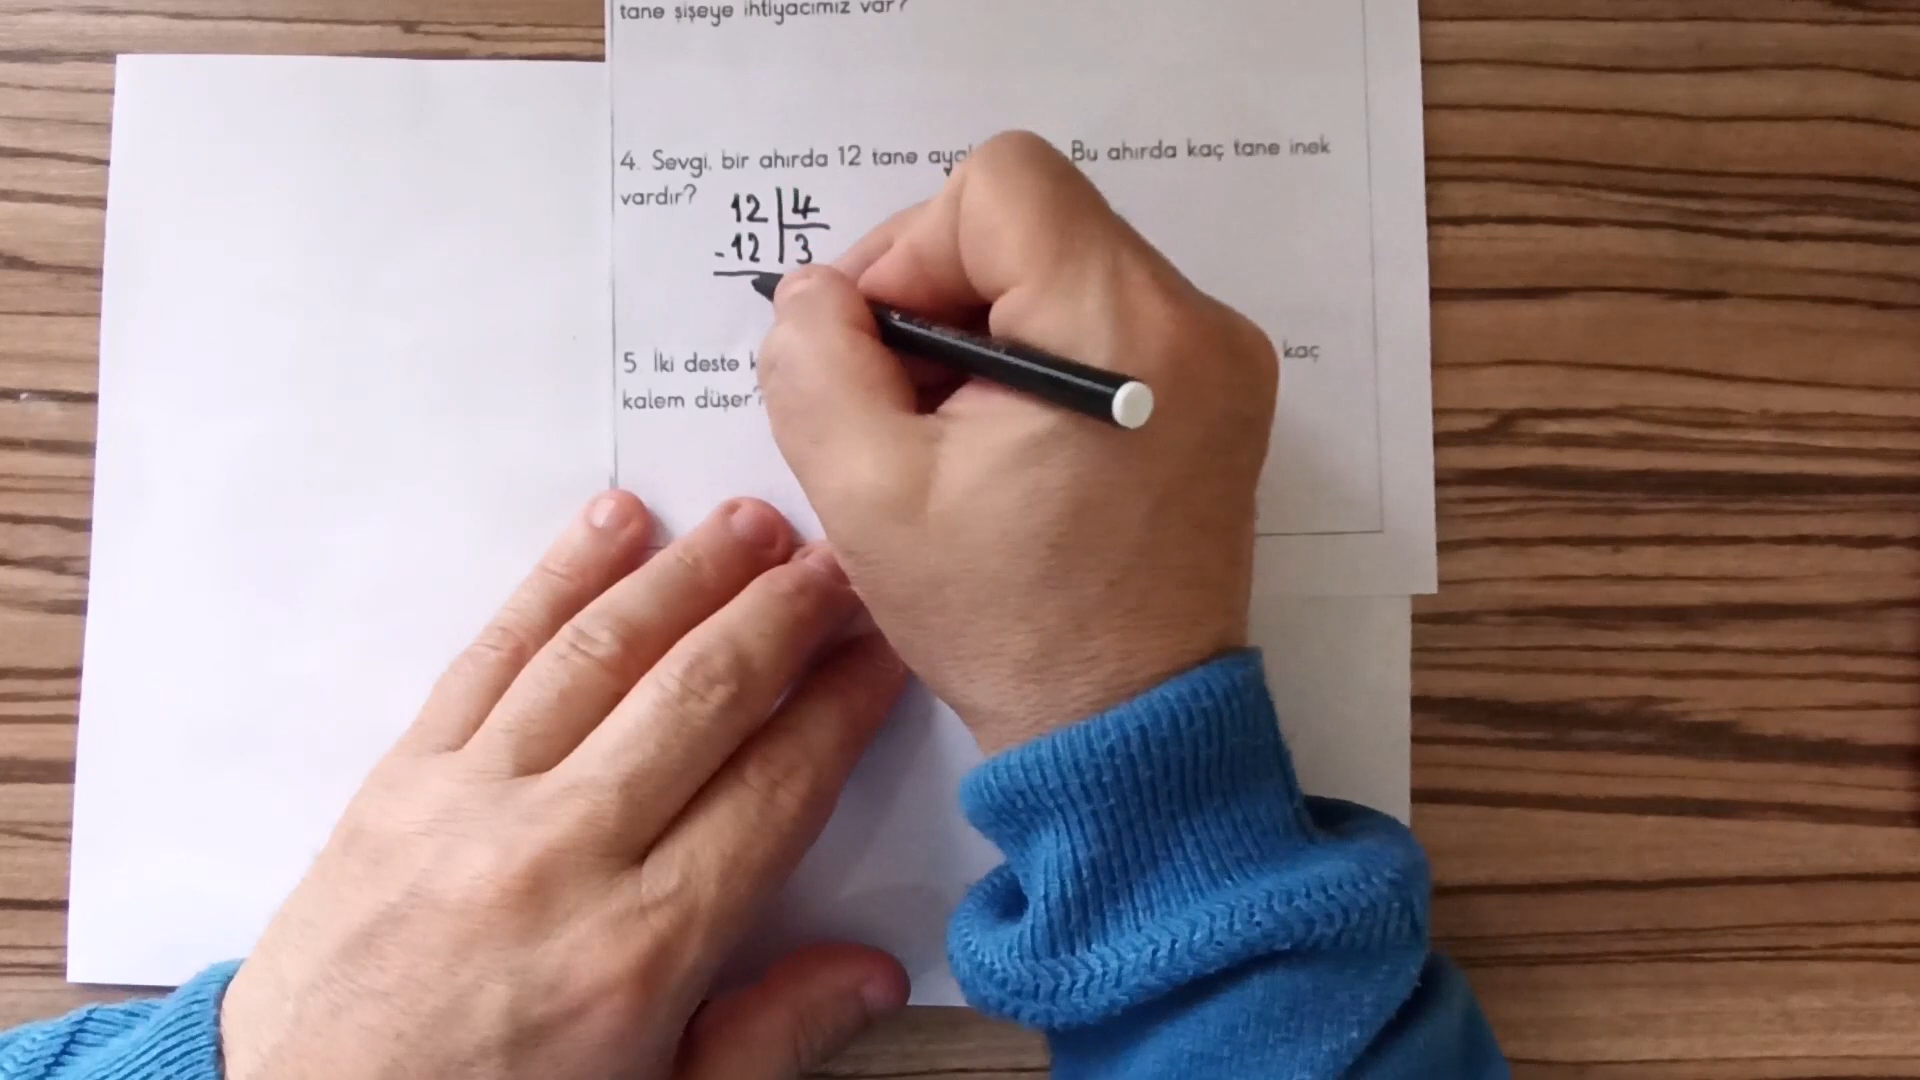 tane şişeye ihtiyacımız var?
4. Sevgi, bir ahırda 12 tane Bu ahırda kaç tane inek
vardır?
12 4
-12 3
5 İki deste kaç
kalem düşer?